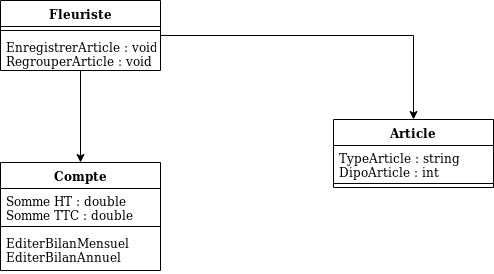 Fleuriste
EnregistrerArticle : void
RegrouperArticle : void
Article
TypeArticle : string
DipoArticle : int
Compte
Somme HT : double
Somme TTC : double
EditerBilanMensuel
EditerBilanAnnuel